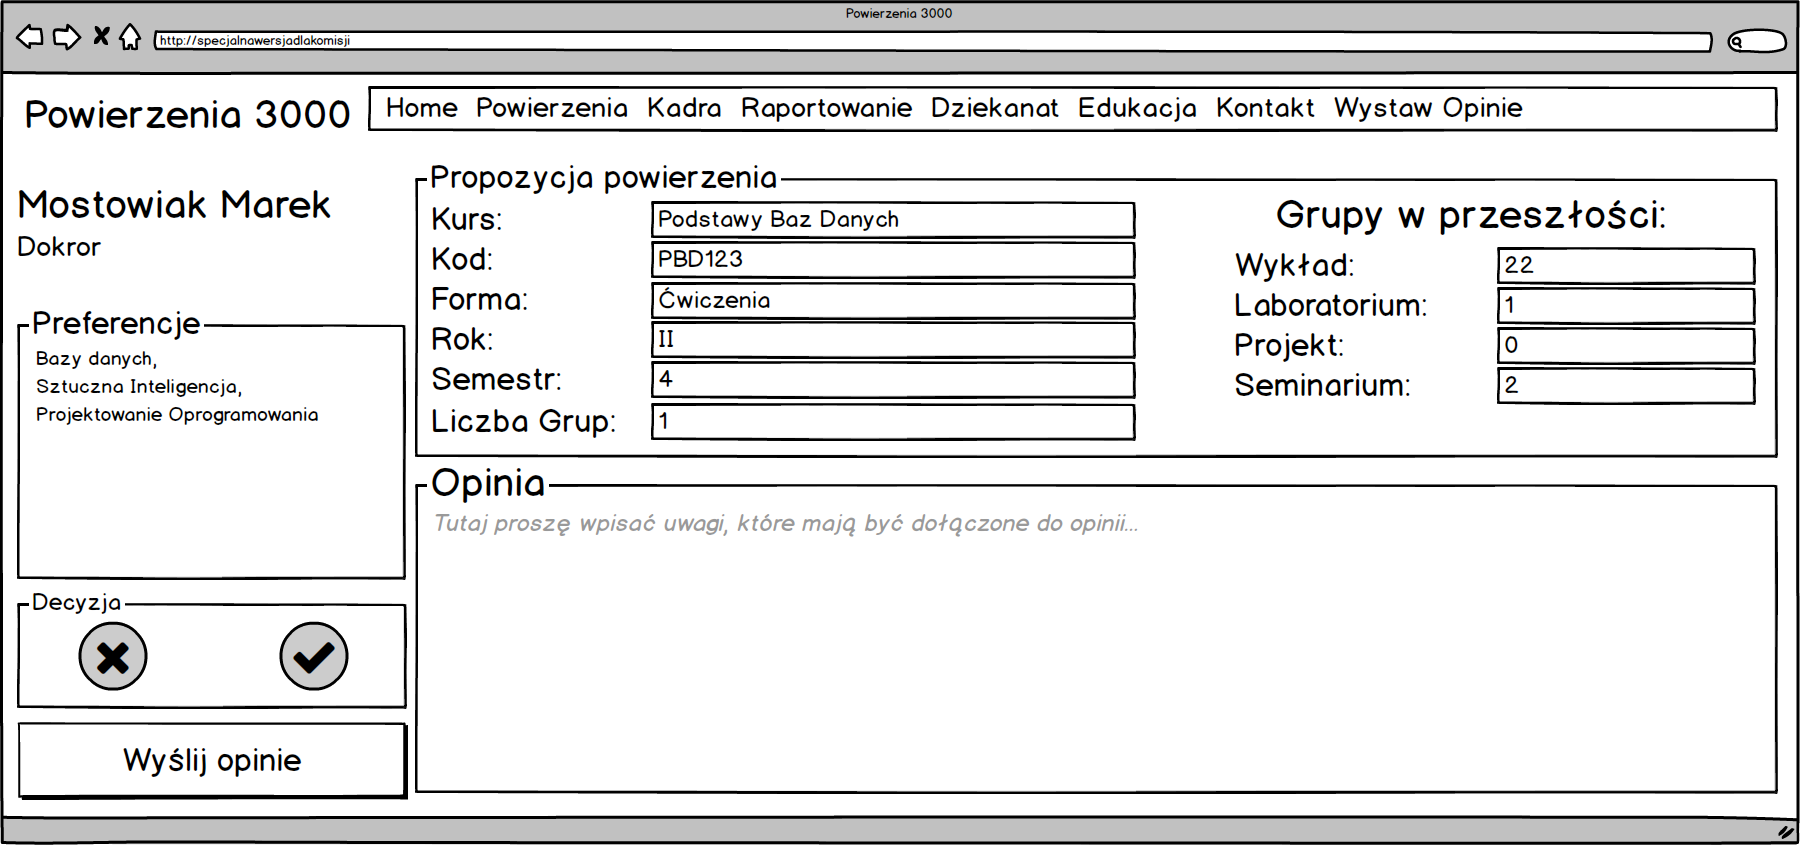 Powierzenia 3000
http://specjalnawersjadlakomisji
Powierzenia 3000
Home Powierzenia Kadra Raportowanie Dziekanat Edukacja Kontakt Wystaw Opinie
Mostowiak Marek
Dokror
Preferencje
Bazy danych,
Sztuczna Inteligencja,
Projektowanie Oprogramowania
Decyzja
Wyślij opinie
Propozycja powierzenia
Kurs: Podstawy Baz Danych
Kod: PBD123
Forma: Ćwiczenia
Rok: II
Semestr: 4
Liczba Grup: 1
Grupy w przeszłości:
Wykład: 22
Laboratorium: 1
Projekt: 0
Seminarium: 2
Opinia
Tutaj proszę wpisać uwagi, które mają być dołączone do opinii...